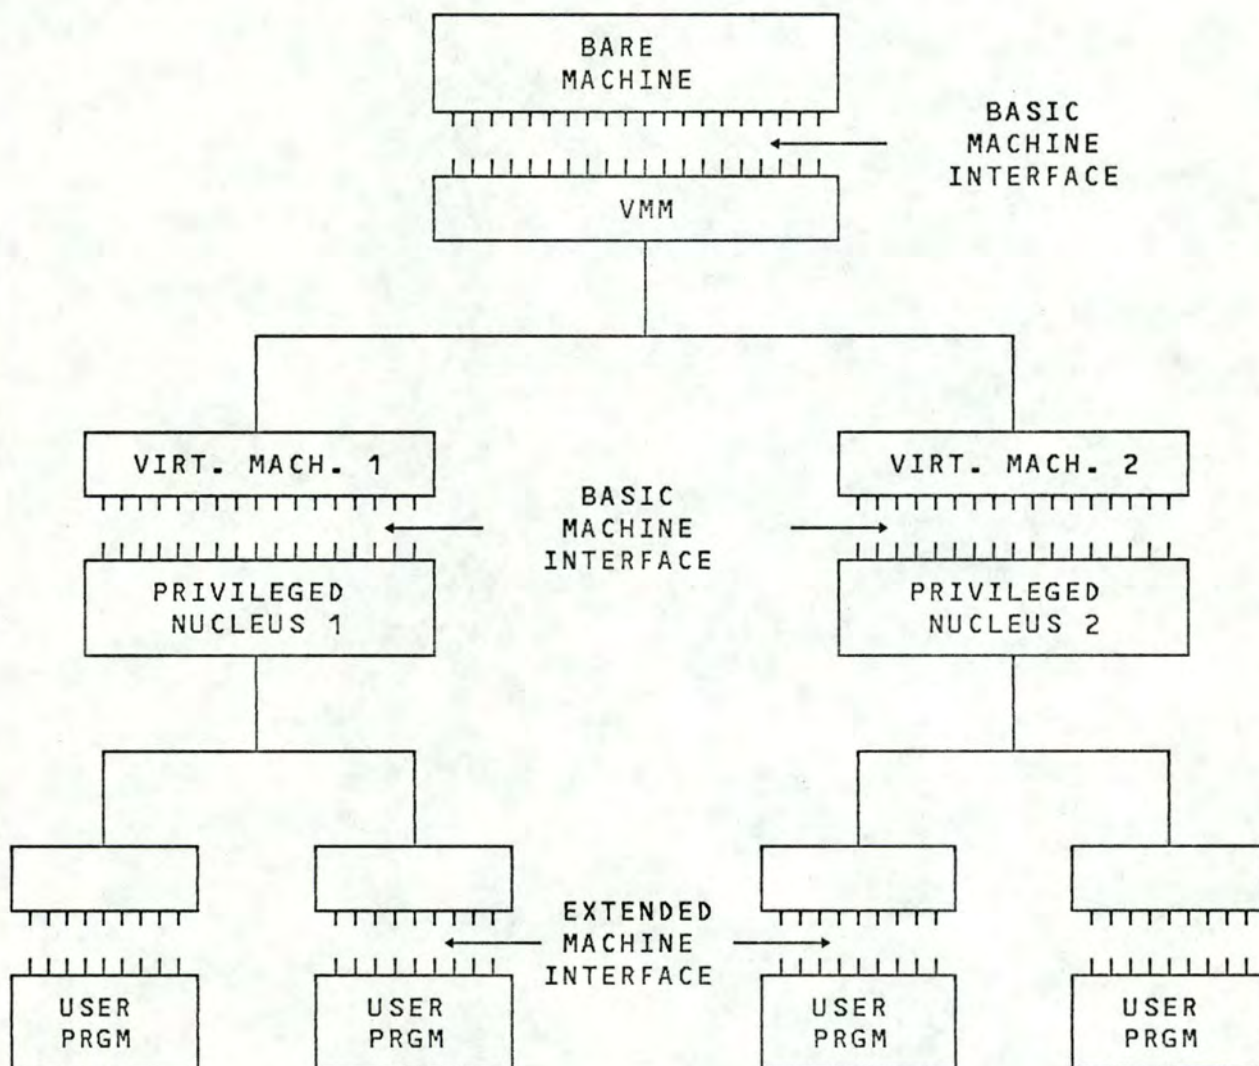 BARE
MACHINE
BASIC
MACHINE
INTERFACE
VMM
VIRT. MACH. 1
VIRT. MACH. 2
BASIC
MACHINE
INTERFACE
PRIVILEGED
NUCLEUS 1
PRIVILEGED
NUCLEUS 2
EXTENDED
MACHINE
INTERFACE
USER
PRGM
USER
PRGM
USER
PRGM
USER
PRGM